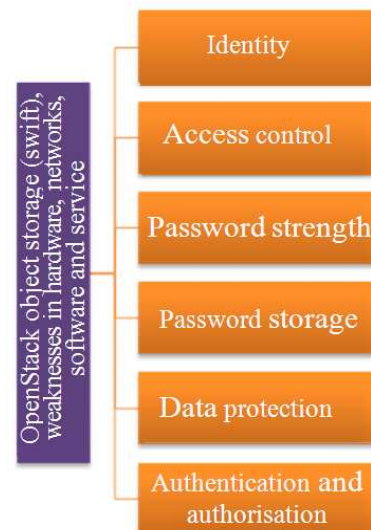 OpenStack object storage (swift),
weaknesses in hardware, networks,
software and service
Identity
Access control
Password strength
Password storage
Data protection
Authentication and
authorisation